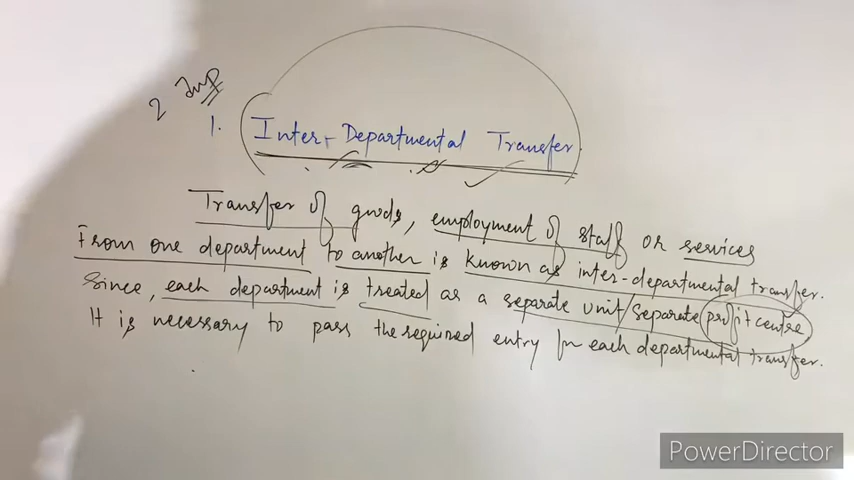 2 Imp
1. Inter-Departmental Transfer
Transfer of goods, employment of staff or services
From one department to another is known as inter-departmental transfer.
Since, each department is treated as a separate unit/separate profit centre
It is necessary to pass the required entry for each departmental transfer.
PowerDirector